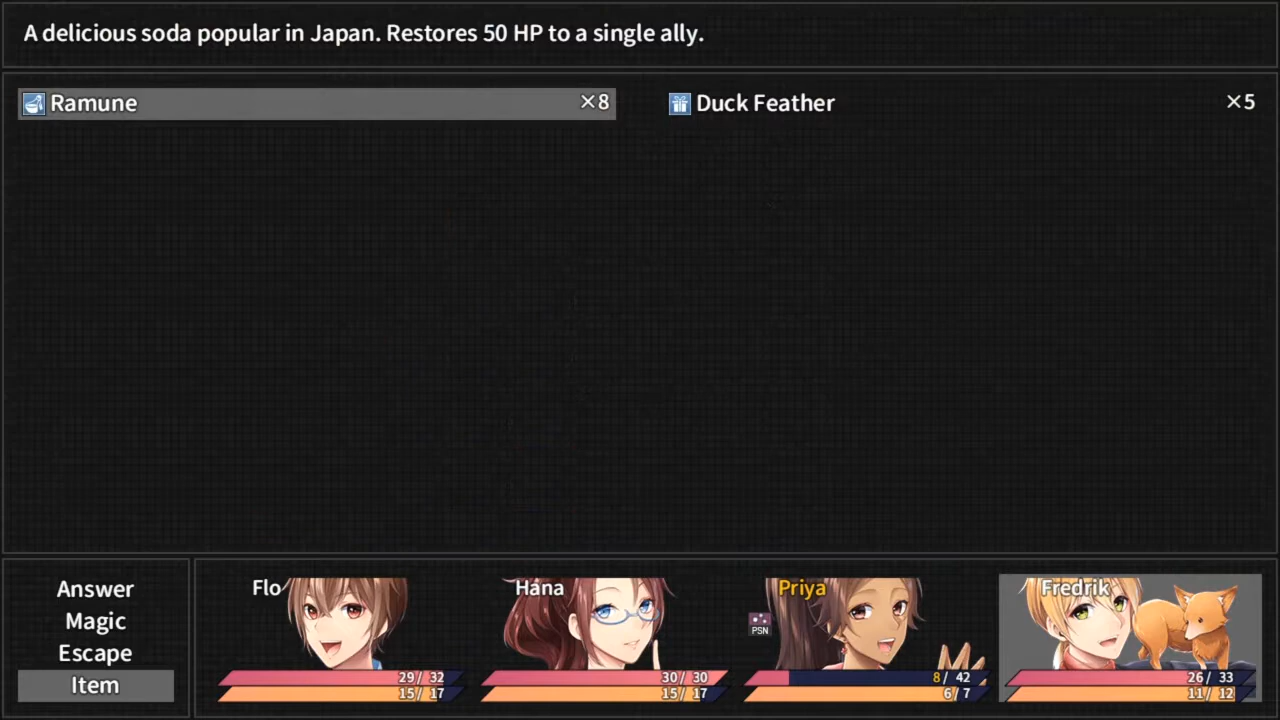 A delicious soda popular in Japan. Restores 50 HP to a single ally.
Ramune ×8 Duck Feather ×5
Answer
Magic
Escape
Item
Flo
29/ 32
15/ 17
Hana
30/ 30
15/ 17
Priya
PSN
8/ 42
6/ 7
Fredrik
26/ 33
11/ 12